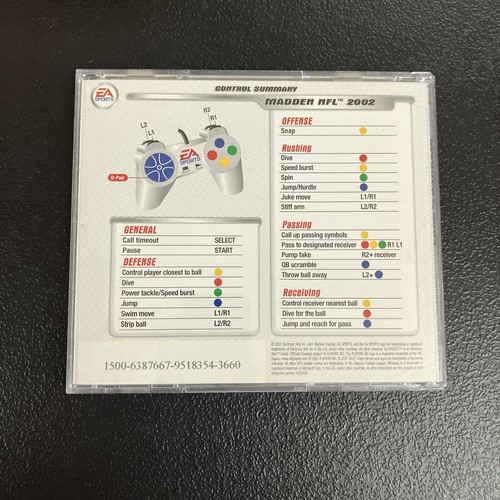 EA SPORTS
CONTROL SUMMARY
MADDEN NFL™ 2002
L2
L1
R2
R1
EA SPORTS
D-Pad
GENERAL
Call timeout SELECT
Pause START
DEFENSE
Control player closest to ball
Dive
Power tackle/Speed burst
Jump
Swim move L1/R1
Strip ball L2/R2
1500-6387667-9518354-3660
OFFENSE
Snap
Rushing
Dive
Speed burst
Spin
Jump/Hurdle
Juke move L1/R1
Stiff arm L2/R2
Passing
Call up passing symbols
Pass to designated receiver R1 L1
Pump fake R2+ receiver
QB scramble
Throw ball away L2+
Receiving
Control receiver nearest ball
Dive for the ball
Jump and reach for pass